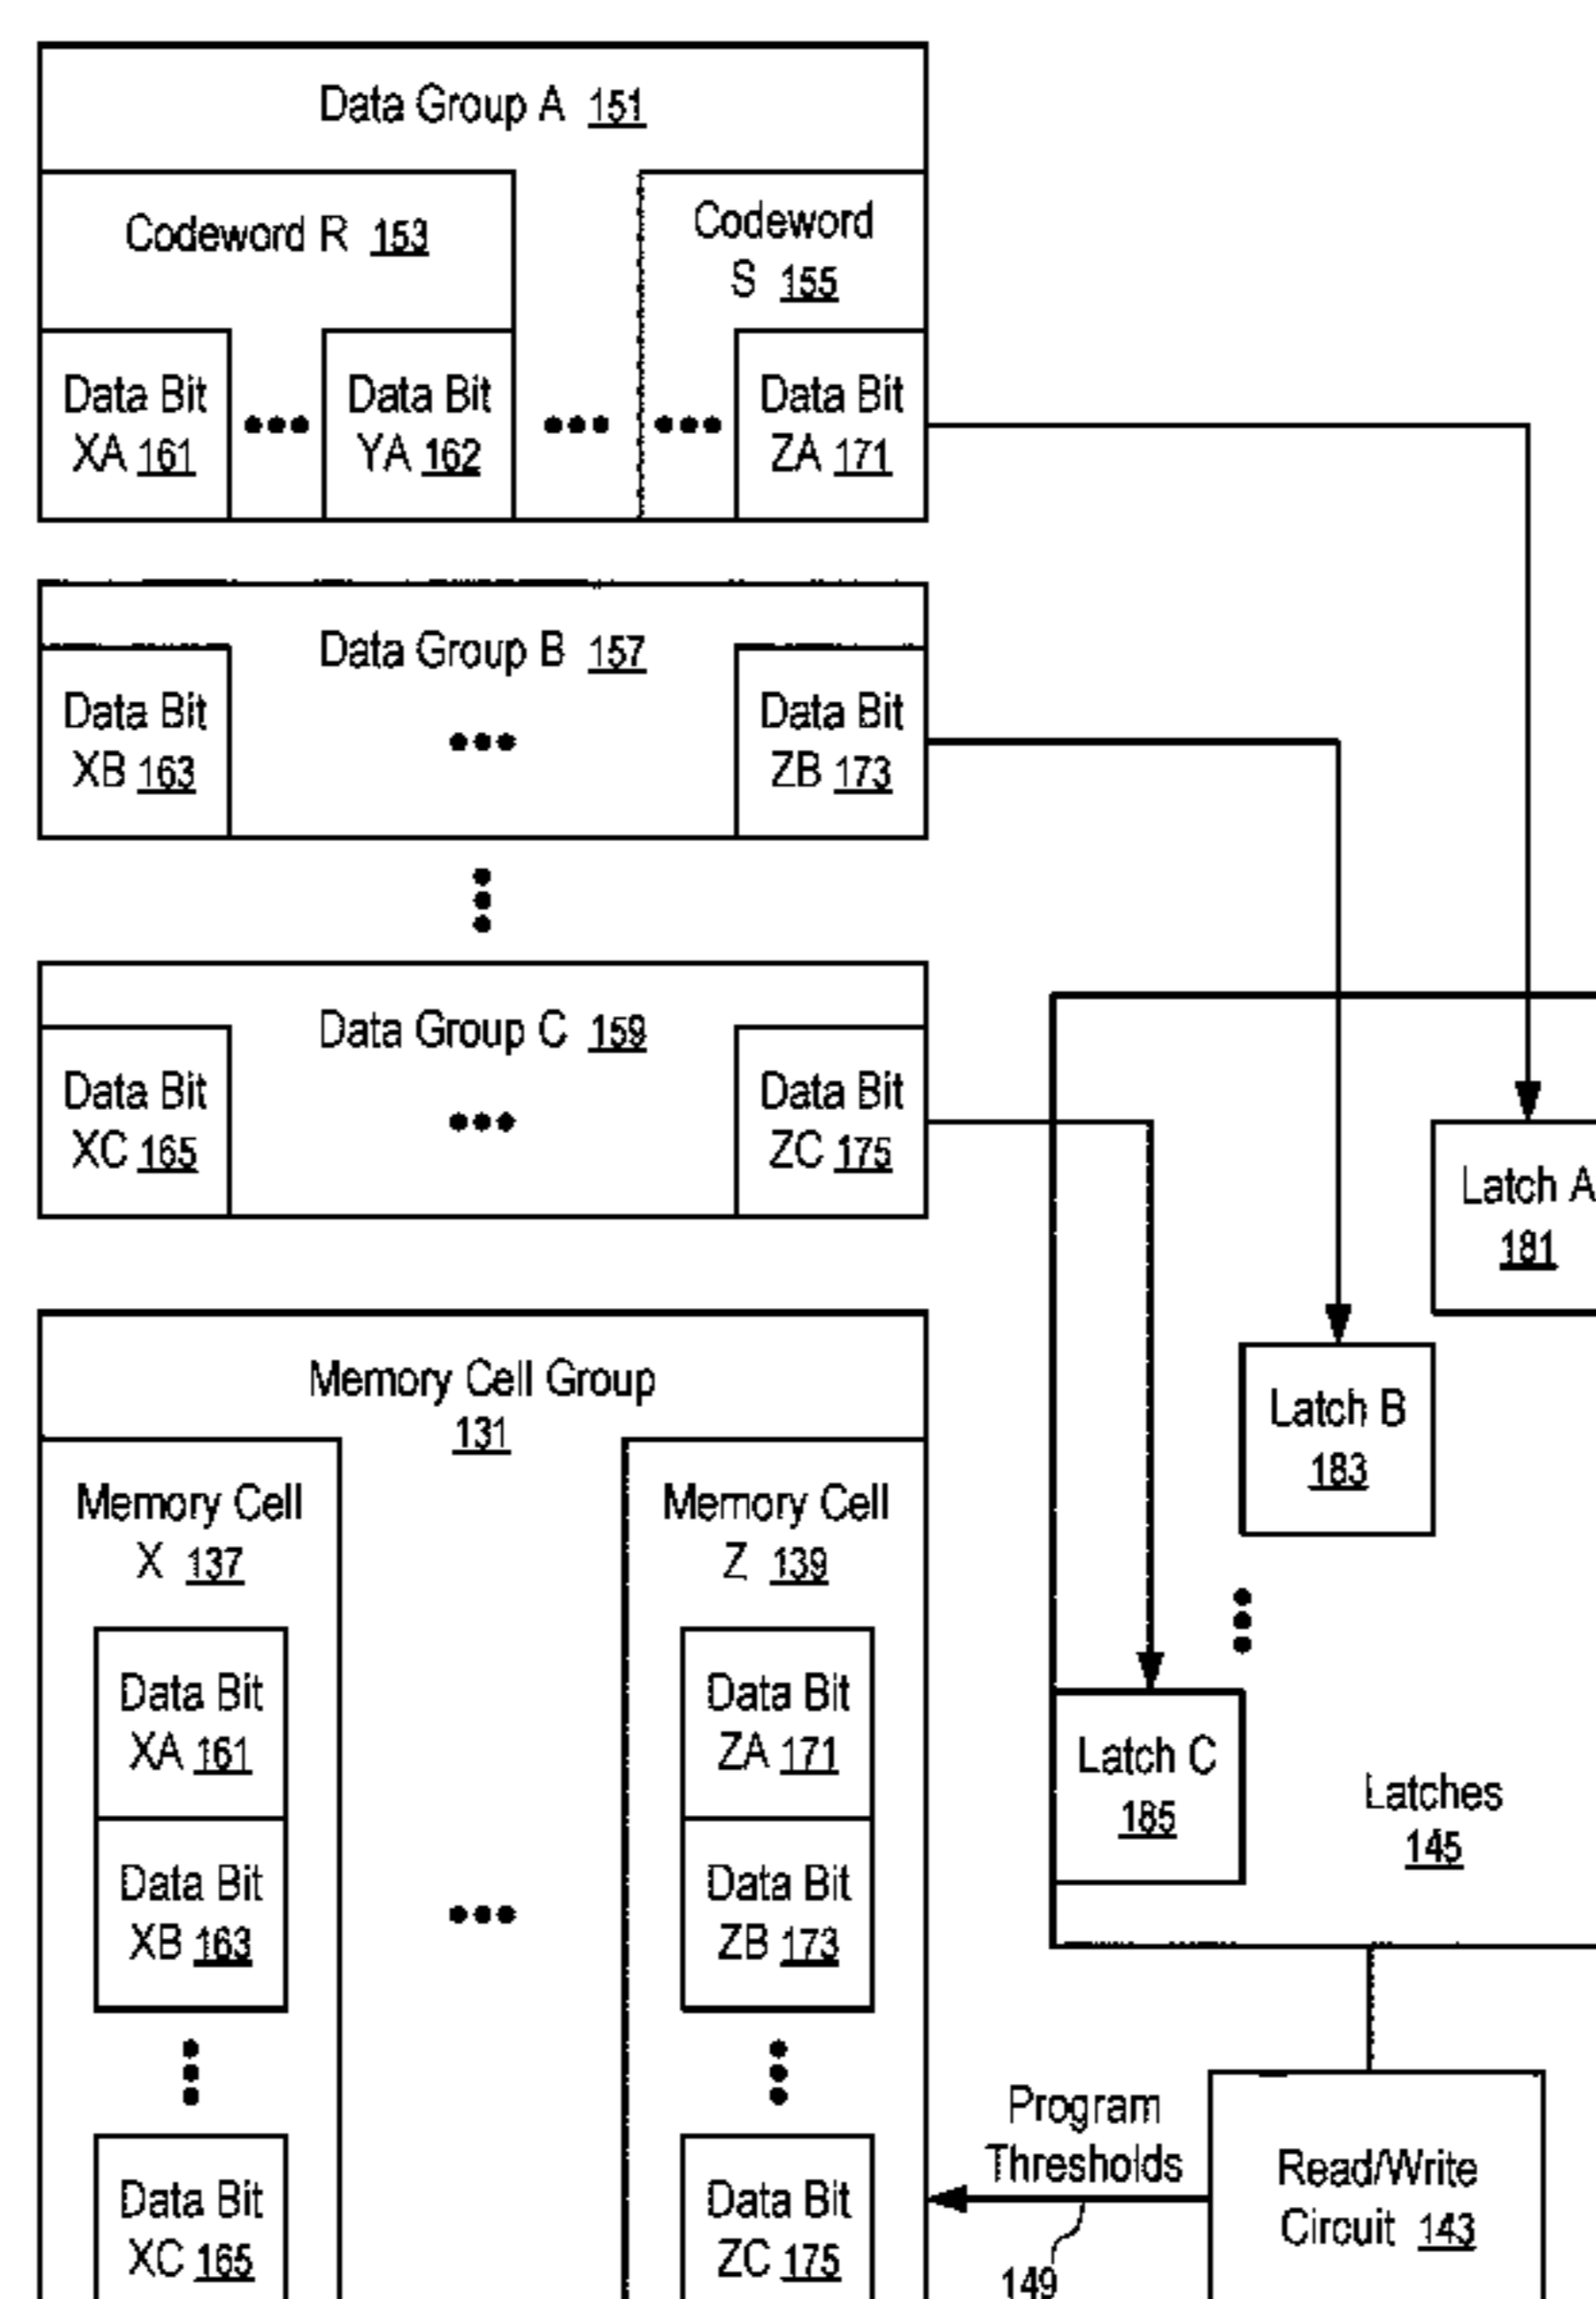 Data Group A 151
Codeword R 153
Codeword
S 155
Data Bit
XA 161
Data Bit
YA 162
Data Bit
ZA 171
Data Group B 157
Data Bit
XB 163
Data Bit
ZB 173
Data Group C 159
Data Bit
XC 165
Data Bit
ZC 175
Latch A
181
Latch B
183
Latch C
185
Latches
145
Memory Cell Group
131
Memory Cell
X 137
Memory Cell
Z 139
Data Bit
XA 161
Data Bit
ZA 171
Data Bit
XB 163
Data Bit
ZB 173
Data Bit
XC 165
Data Bit
ZC 175
Program
Thresholds
149
Read/Write
Circuit 143